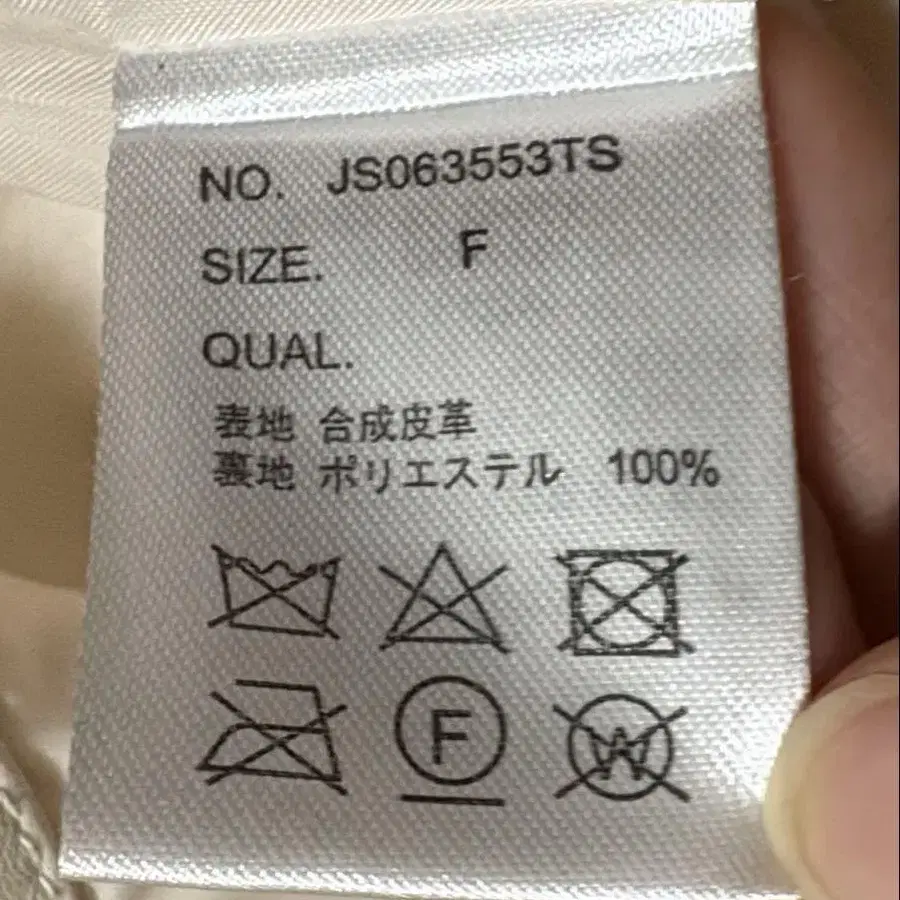 NO. JS063553TS
SIZE. F
QUAL.
表地 合成皮革
裏地 ポリエステル 100%
F
W